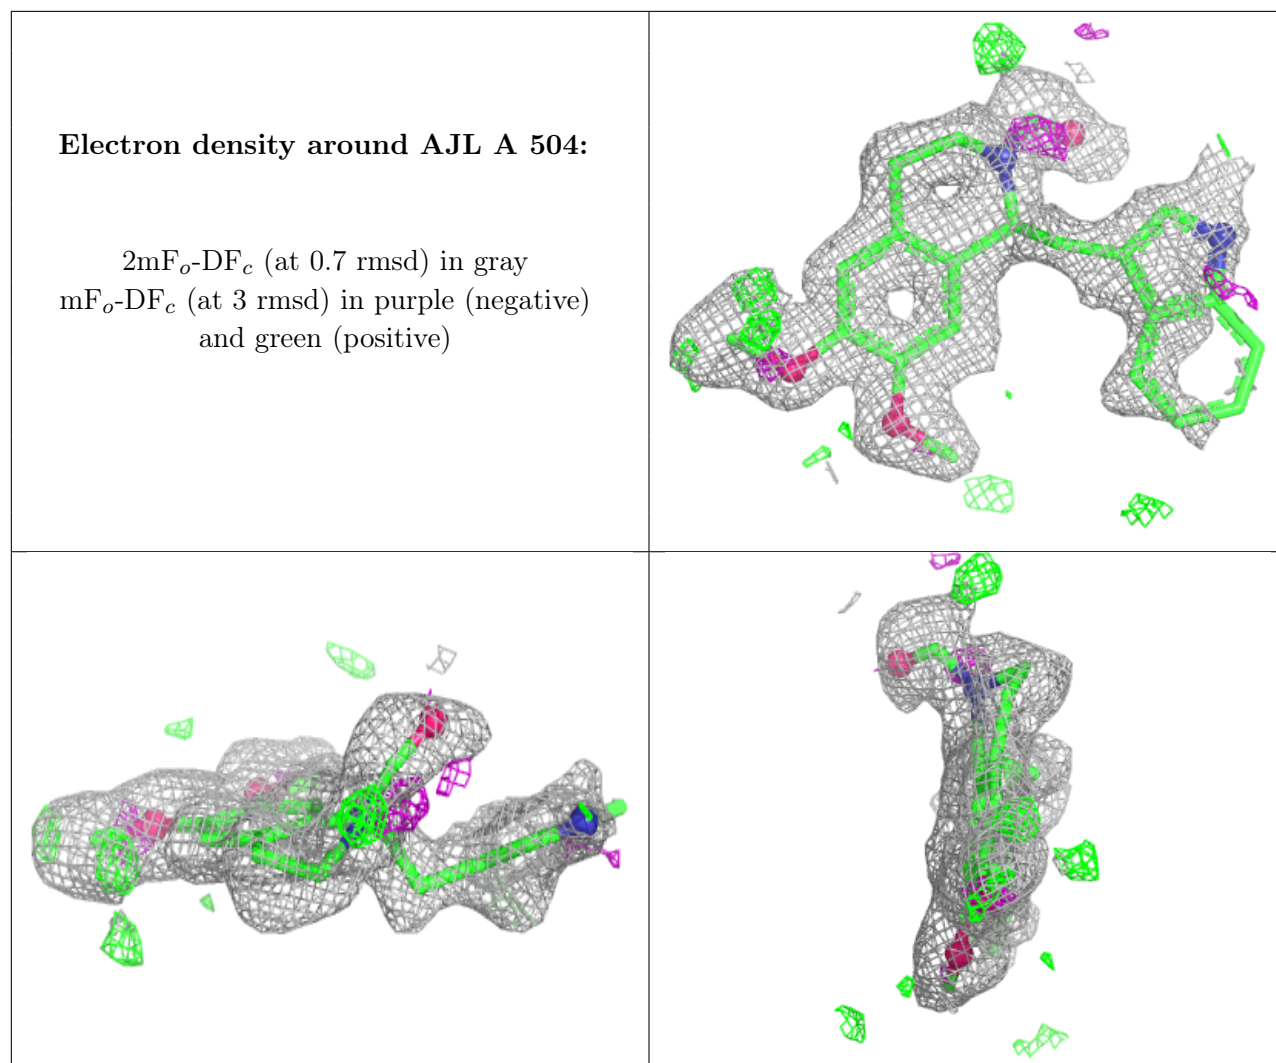 Electron density around AJL A 504:
2mFo-DFc (at 0.7 rmsd) in gray
mFo-DFc (at 3 rmsd) in purple (negative)
and green (positive)